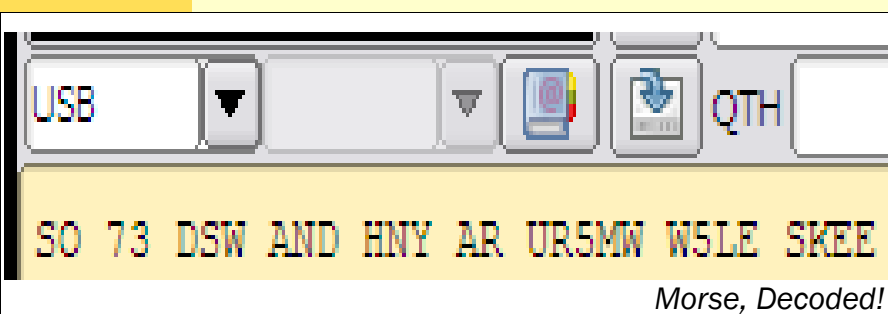 USB QTH
SO 73 DSW AND HNY AR UR5MW W5LE SKEE
Morse, Decoded!